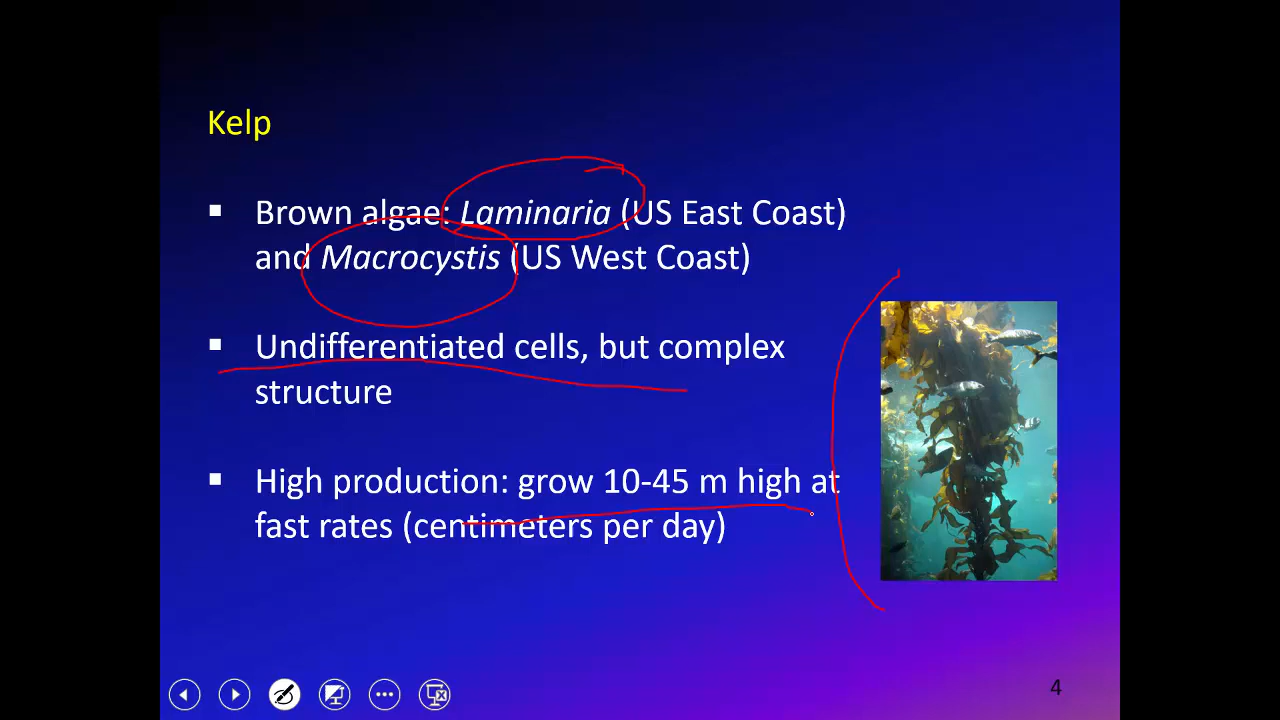 Kelp
▪ Brown algae: Laminaria (US East Coast)
and Macrocystis (US West Coast)
▪ Undifferentiated cells, but complex
structure
▪ High production: grow 10-45 m high at
fast rates (centimeters per day)
4